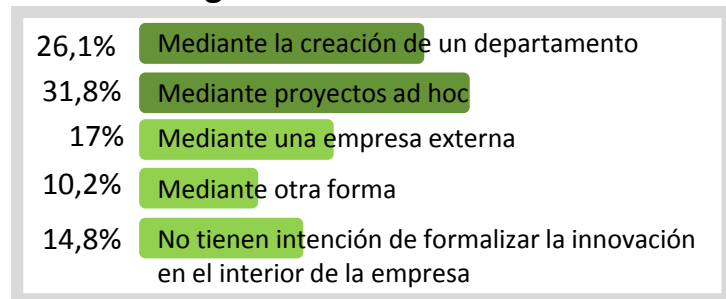 26,1% Mediante la creación de un departamento
31,8% Mediante proyectos ad hoc
17% Mediante una empresa externa
10,2% Mediante otra forma
14,8% No tienen intención de formalizar la innovación
en el interior de la empresa